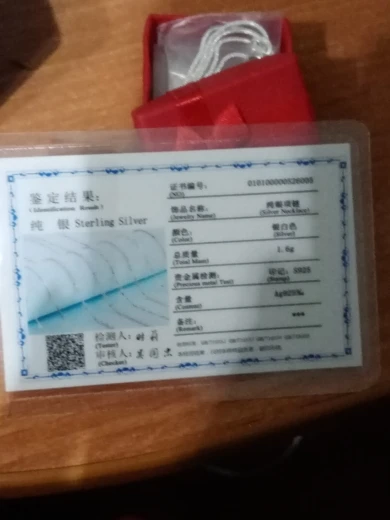 鉴定结果:
(Identification Result)
纯 银 Sterling Silver
检测人:
(Tester)
审核人:
(Checker)
证书编号:
(NO)
饰品名称: 纯银项链
(Jewelry Name) (Silver Necklace)
颜色: 银白色
(Color) (Silver)
总质量 1.6g
(Total Mass)
贵金属检测: 印记: S925
(Precious metal Test) (Stamp)
含量 Ag925‰
(Content)
备注: ***
(Remark)